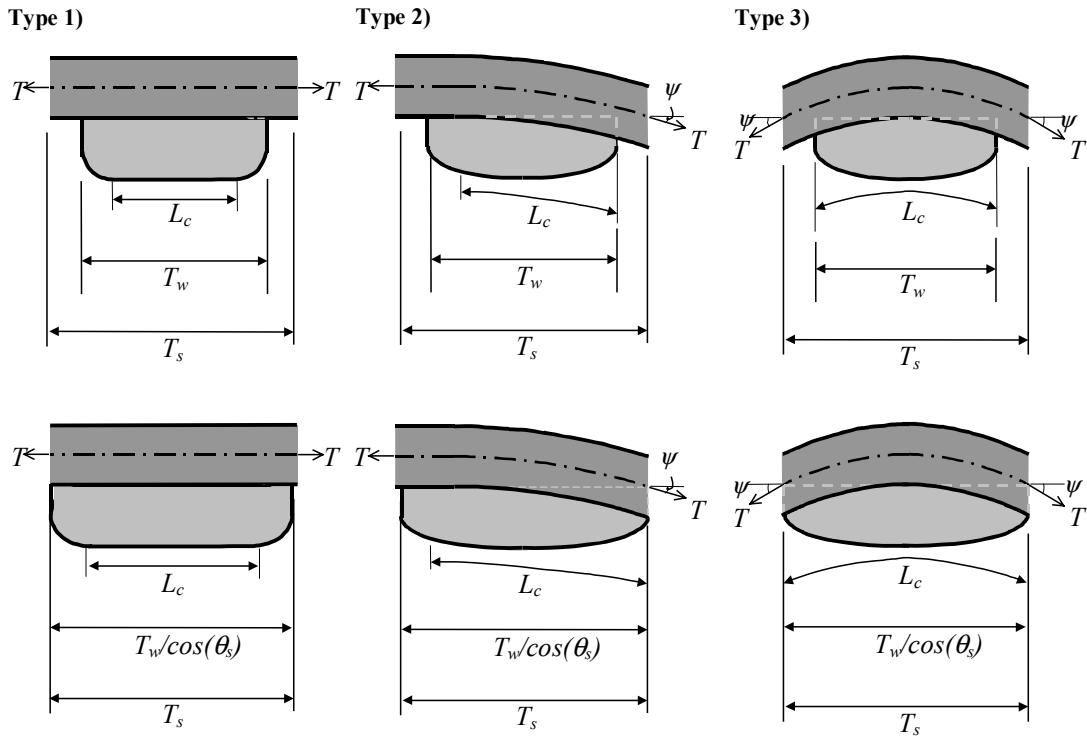 Type 1) Type 2) Type 3)
T T T ψ T ψ T ψ T
L_c L_c L_c
T_w T_w T_w
T_s T_s T_s
T T T ψ T ψ T ψ T
L_c L_c L_c
T_w/cos(θ_s) T_w/cos(θ_s) T_w/cos(θ_s)
T_s T_s T_s